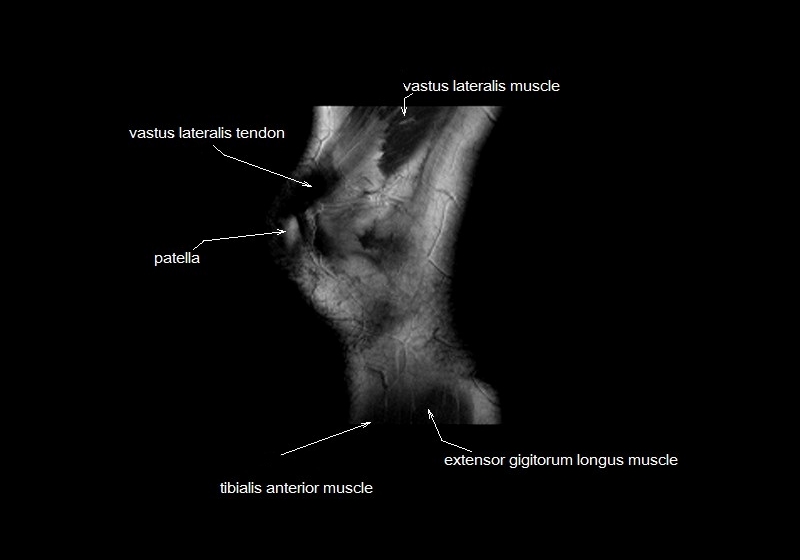 vastus lateralis muscle
vastus lateralis tendon
patella
extensor gigitorum longus muscle
tibialis anterior muscle